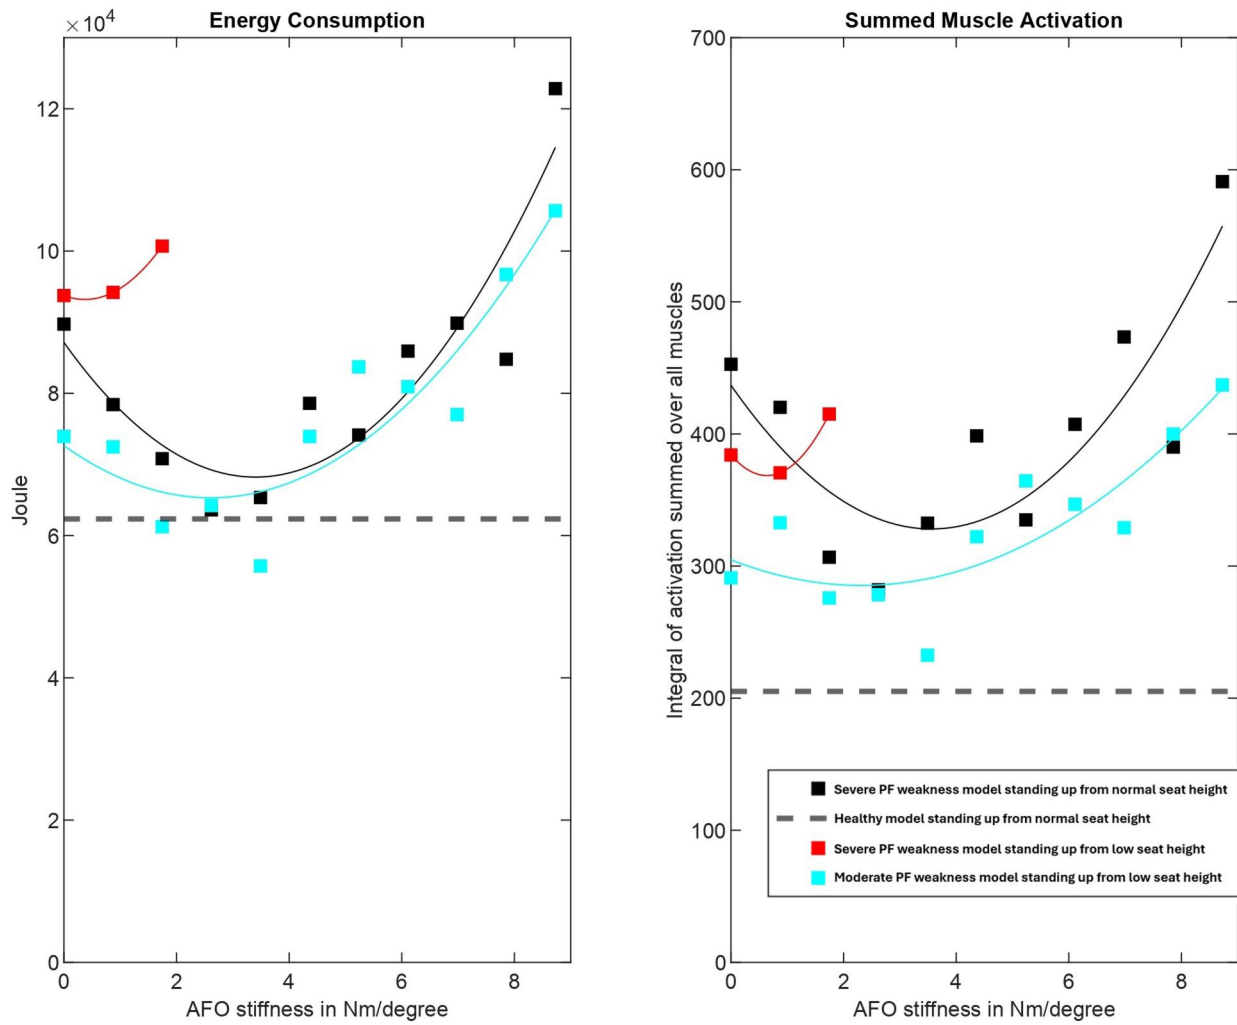 Energy Consumption
×10⁴
12
10
8
6
4
2
0
Joule
0 2 4 6 8
AFO stiffness in Nm/degree
Summed Muscle Activation
700
600
500
400
300
200
100
0
Integral of activation summed over all muscles
Severe PF weakness model standing up from normal seat height
Healthy model standing up from normal seat height
Severe PF weakness model standing up from low seat height
Moderate PF weakness model standing up from low seat height
0 2 4 6 8
AFO stiffness in Nm/degree